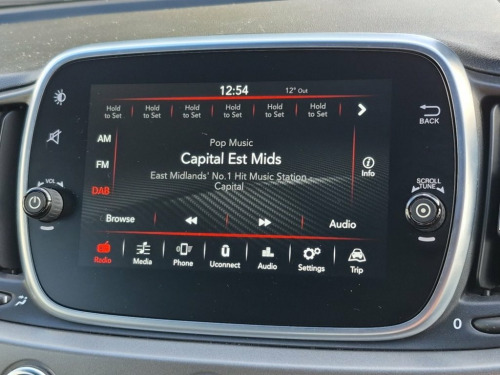 12:54
12° Out
Hold to Set
Hold to Set
Hold to Set
Hold to Set
Hold to Set
Hold to Set
BACK
AM
Pop Music
Capital Est Mids
FM
East Midlands' No.1 Hit Music Station -
Capital
Info
DAB
VOL
SCROLL
TUNE
Browse
Audio
Radio
Media
Phone
Uconnect
Audio
Settings
Trip
0